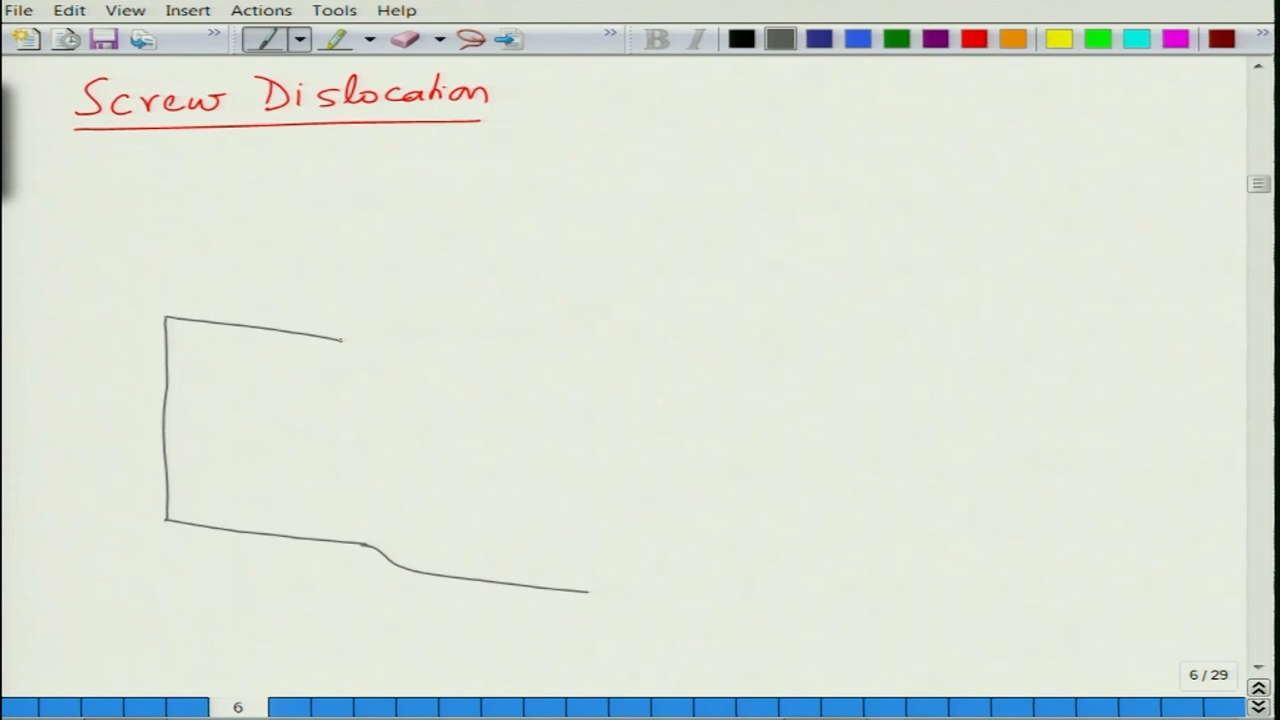 File Edit View Insert Actions Tools Help
B I
Screw Dislocation
6 / 29
6